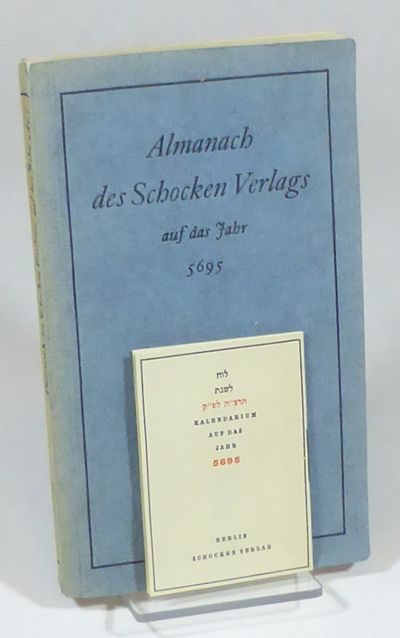 Almanach
des Schocken Verlags
auf das Jahr
5695
לוח
לשנת
תרצ״ה לפ״ק
KALENDARIUM
AUF DAS
JAHR
5695
BERLIN
SCHOCKEN VERLAG